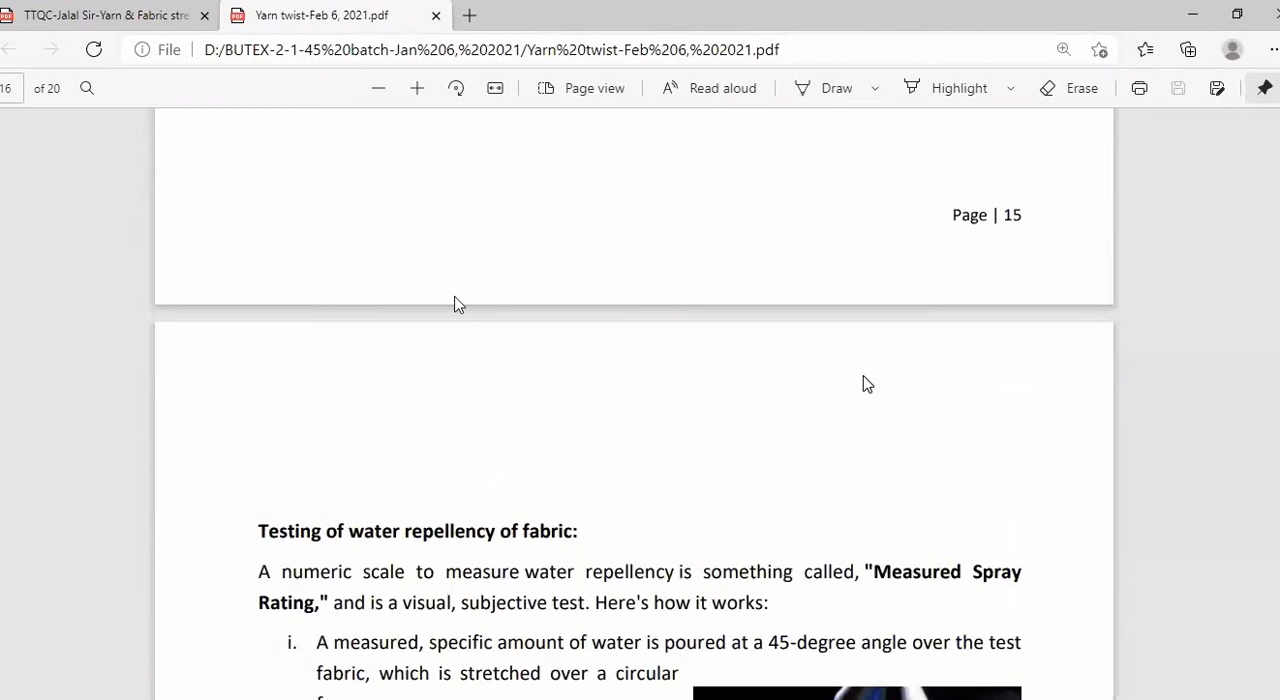 TTQC-Jalal Sir-Yarn & Fabric stre
Yarn twist-Feb 6, 2021.pdf
File
D:/BUTEX-2-1-45%20batch-Jan%206,%202021/Yarn%20twist-Feb%206,%202021.pdf
16 of 20
Page view
Read aloud
Draw
Highlight
Erase
Page | 15
Testing of water repellency of fabric:
A numeric scale to measure water repellency is something called, "Measured Spray
Rating," and is a visual, subjective test. Here's how it works:
i. A measured, specific amount of water is poured at a 45-degree angle over the test
fabric, which is stretched over a circular